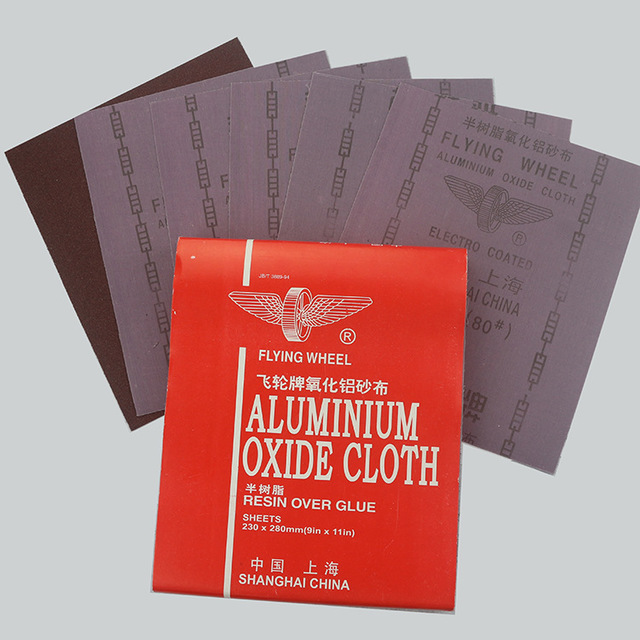 半树脂氧化铝砂布
FLYING WHEEL
ALUMINIUM OXIDE CLOTH
®
ELECTRO COATED
上海
SHANGHAI CHINA
(80#)
JB/T 3889-94
®
FLYING WHEEL
飞轮牌氧化铝砂布
ALUMINIUM
OXIDE CLOTH
半树脂
RESIN OVER GLUE
SHEETS
230 x 280mm(9in x 11in)
中国 上海
SHANGHAI CHINA